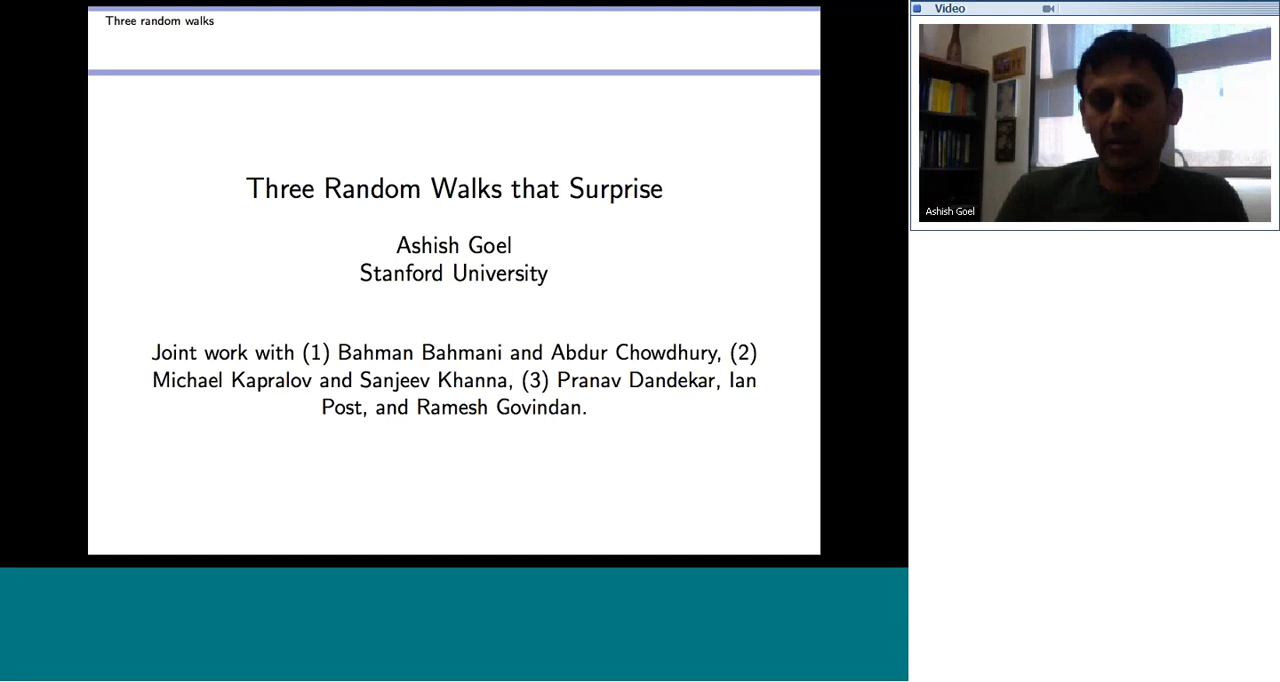 Three random walks
Three Random Walks that Surprise
Ashish Goel
Stanford University
Joint work with (1) Bahman Bahmani and Abdur Chowdhury, (2)
Michael Kapralov and Sanjeev Khanna, (3) Pranav Dandekar, Ian
Post, and Ramesh Govindan.
Video
Ashish Goel